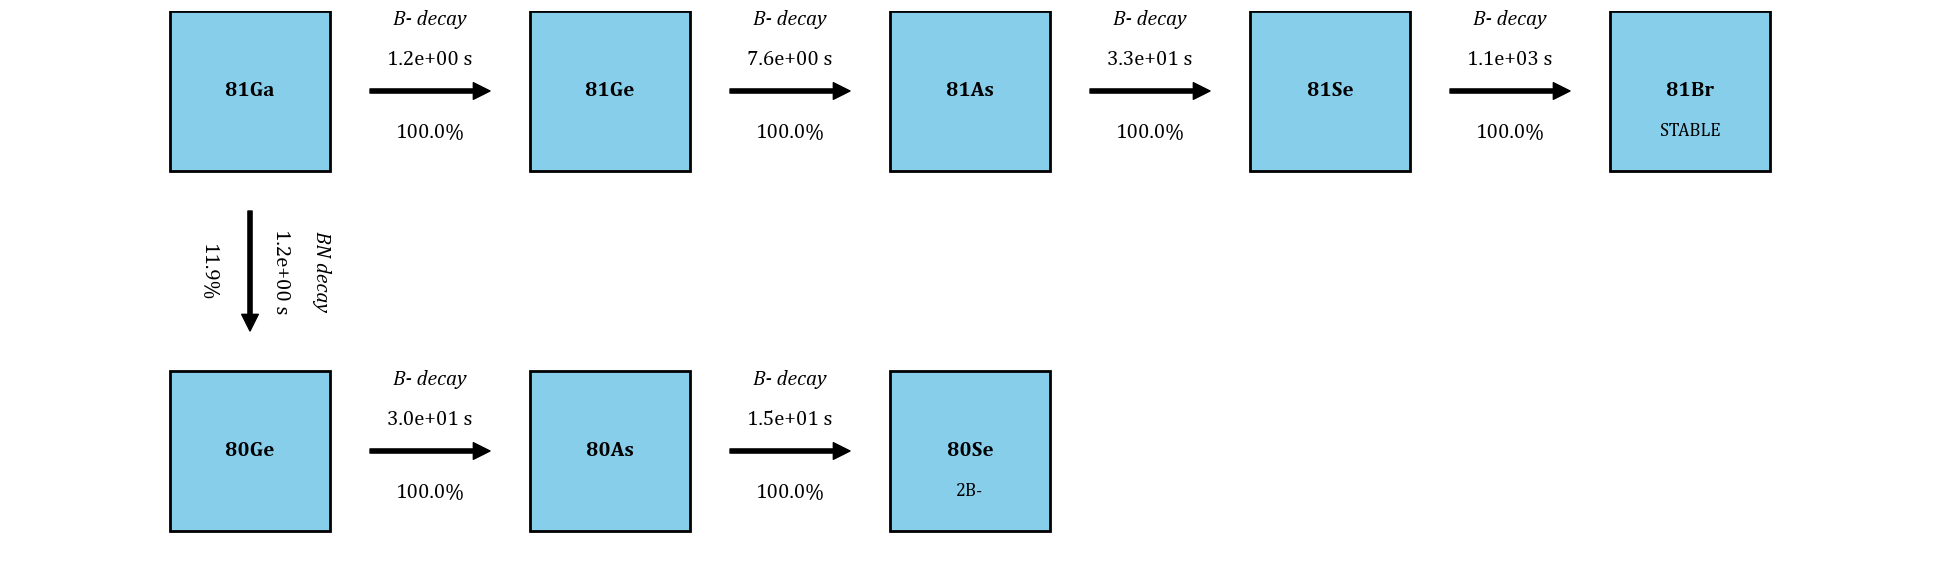 B- decay
B- decay
B- decay
B- decay
1.2e+00 s
7.6e+00 s
3.3e+01 s
1.1e+03 s
81Ga
81Ge
81As
81Se
81Br
STABLE
100.0%
100.0%
100.0%
100.0%
BN decay
1.2e+00 s
11.9%
B- decay
B- decay
3.0e+01 s
1.5e+01 s
80Ge
80As
80Se
2B-
100.0%
100.0%